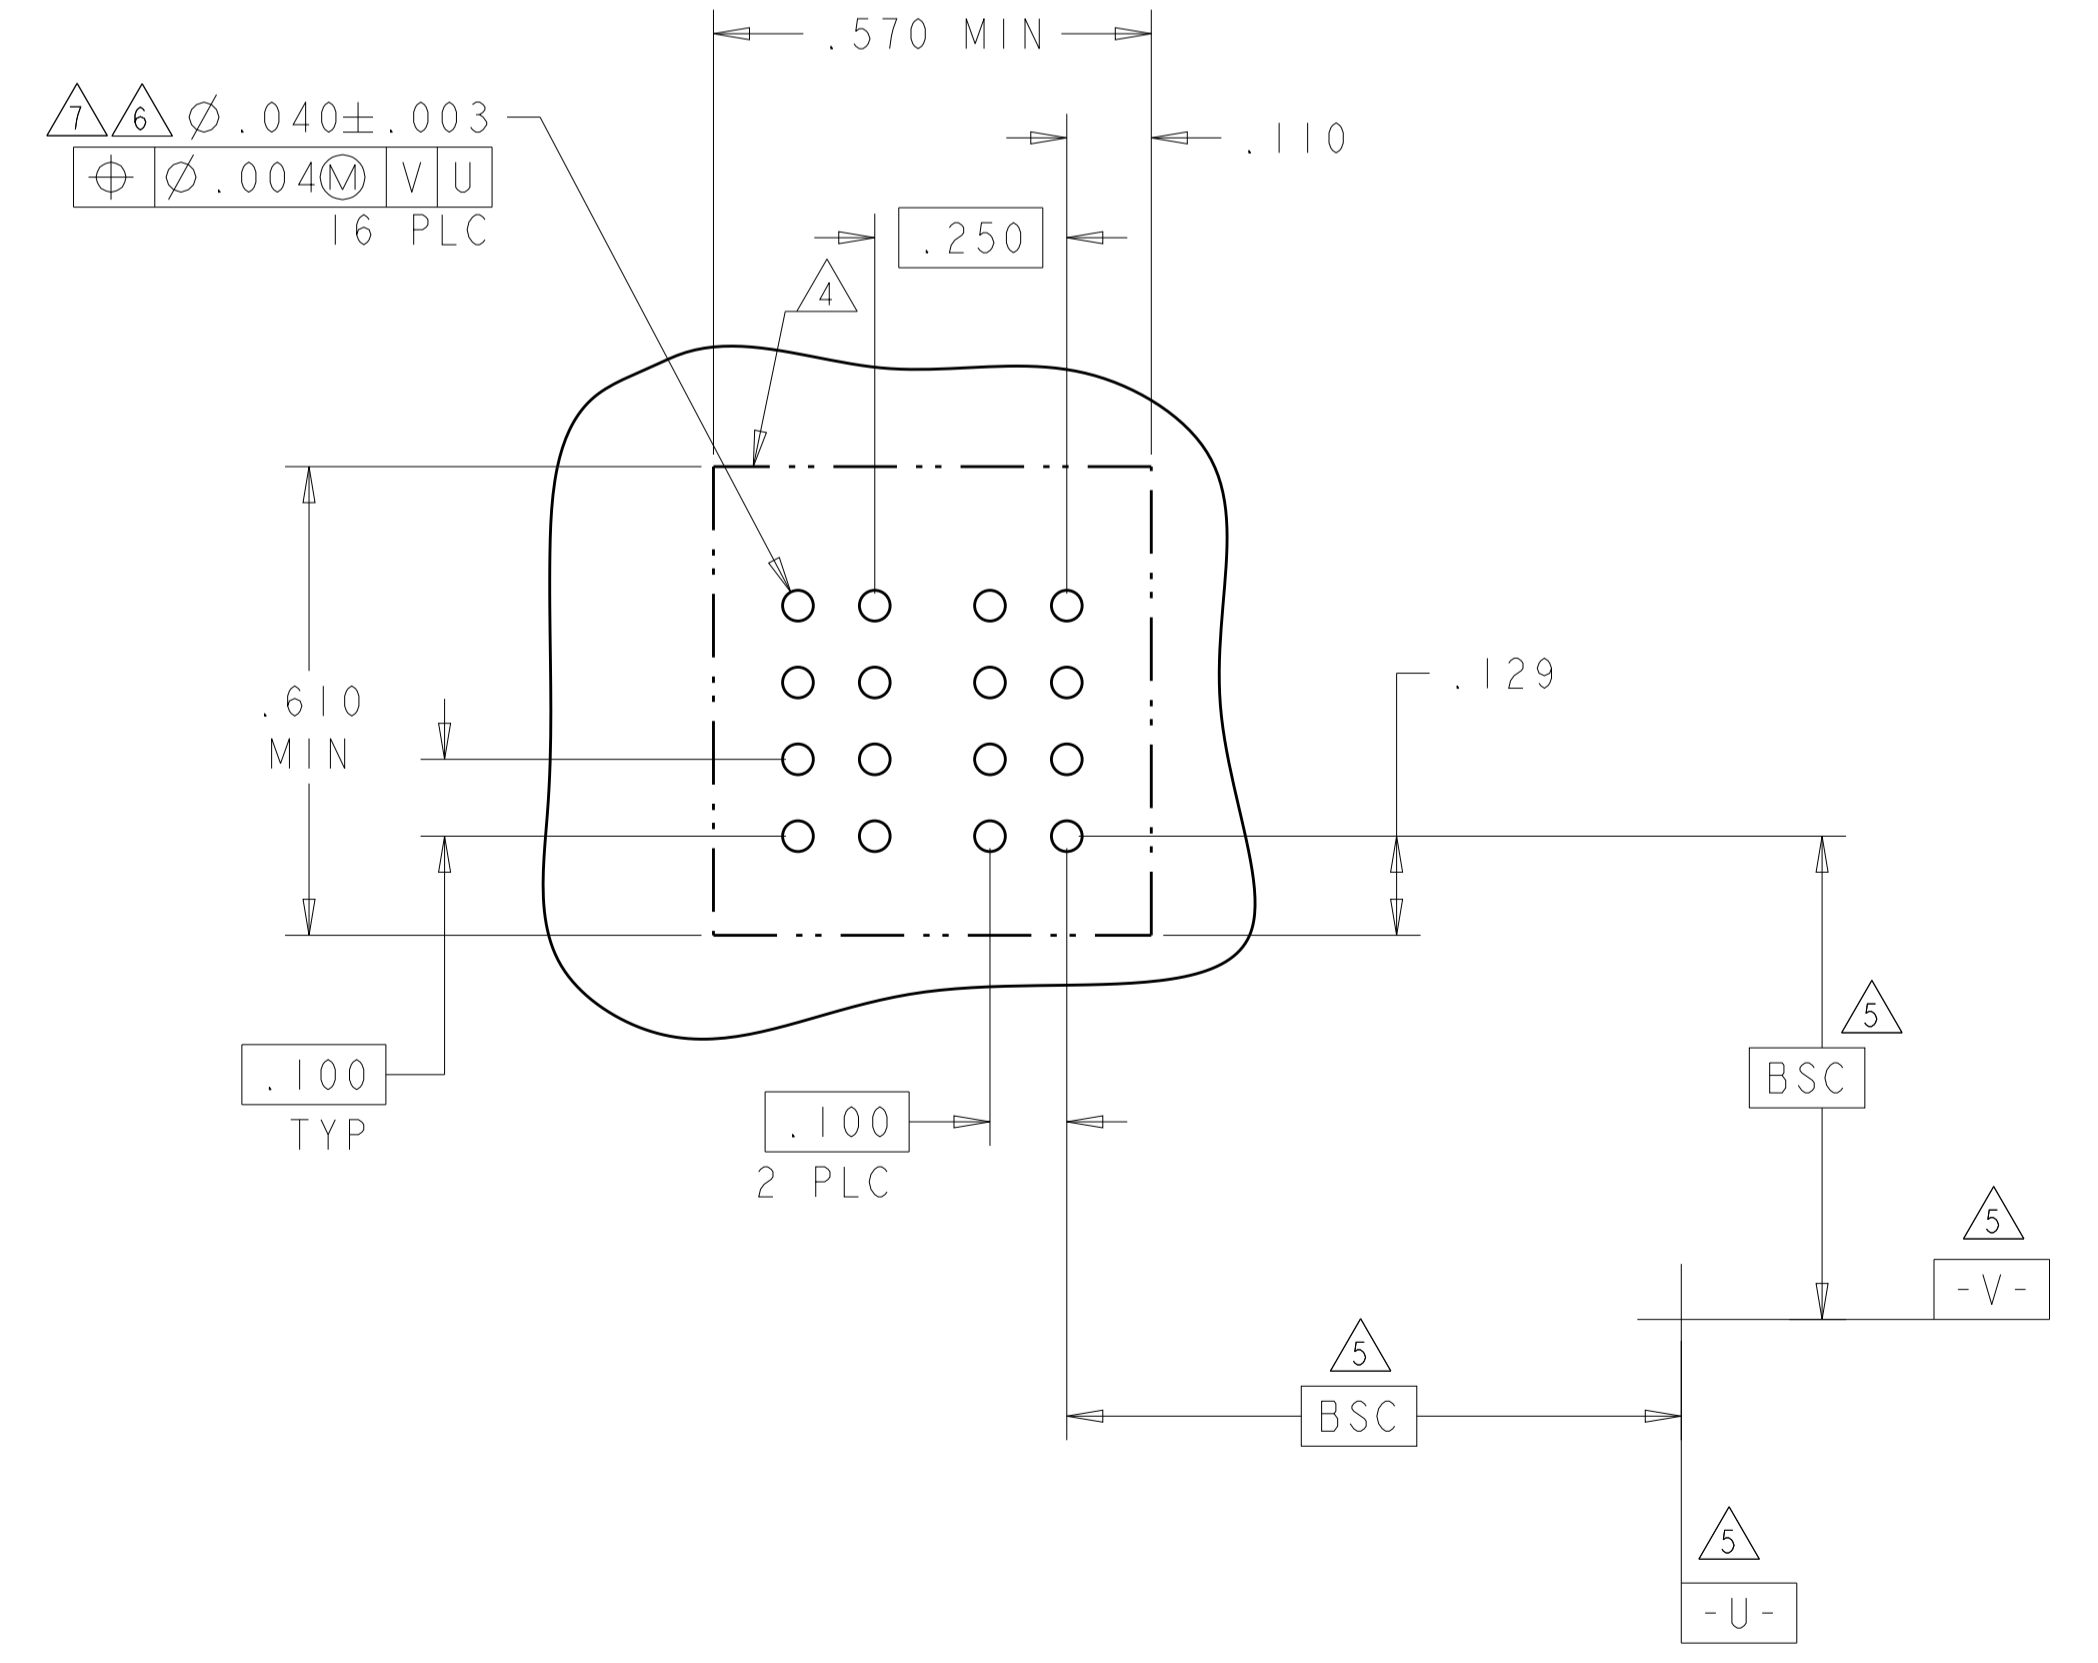 .570 MIN
7 6 Ø.040±.003
⌖ Ø.004Ⓜ V U
16 PLC
.110
.250
4
.129
.610
MIN
5
BSC
.100
TYP
.100
2 PLC
5
-V-
5
BSC
5
-U-